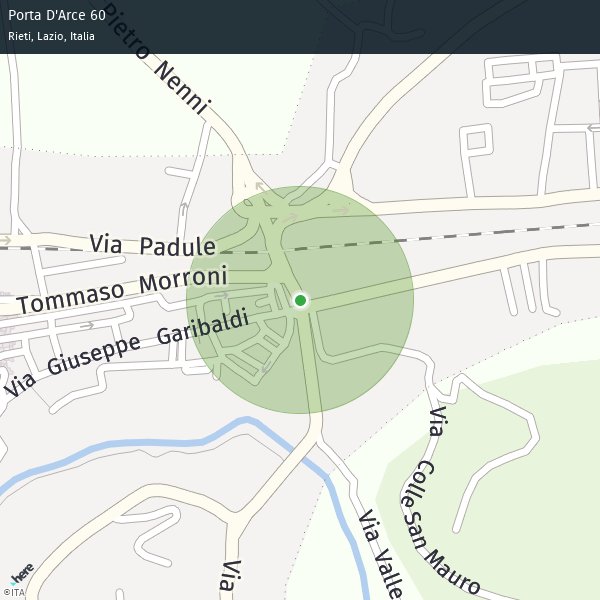 Porta D'Arce 60
Rieti, Lazio, Italia
Pietro Nenni
Via Padule
Tommaso Morroni
Via Giuseppe Garibaldi
Via Colle San Mauro
Via Valle
Via
here
©ITA